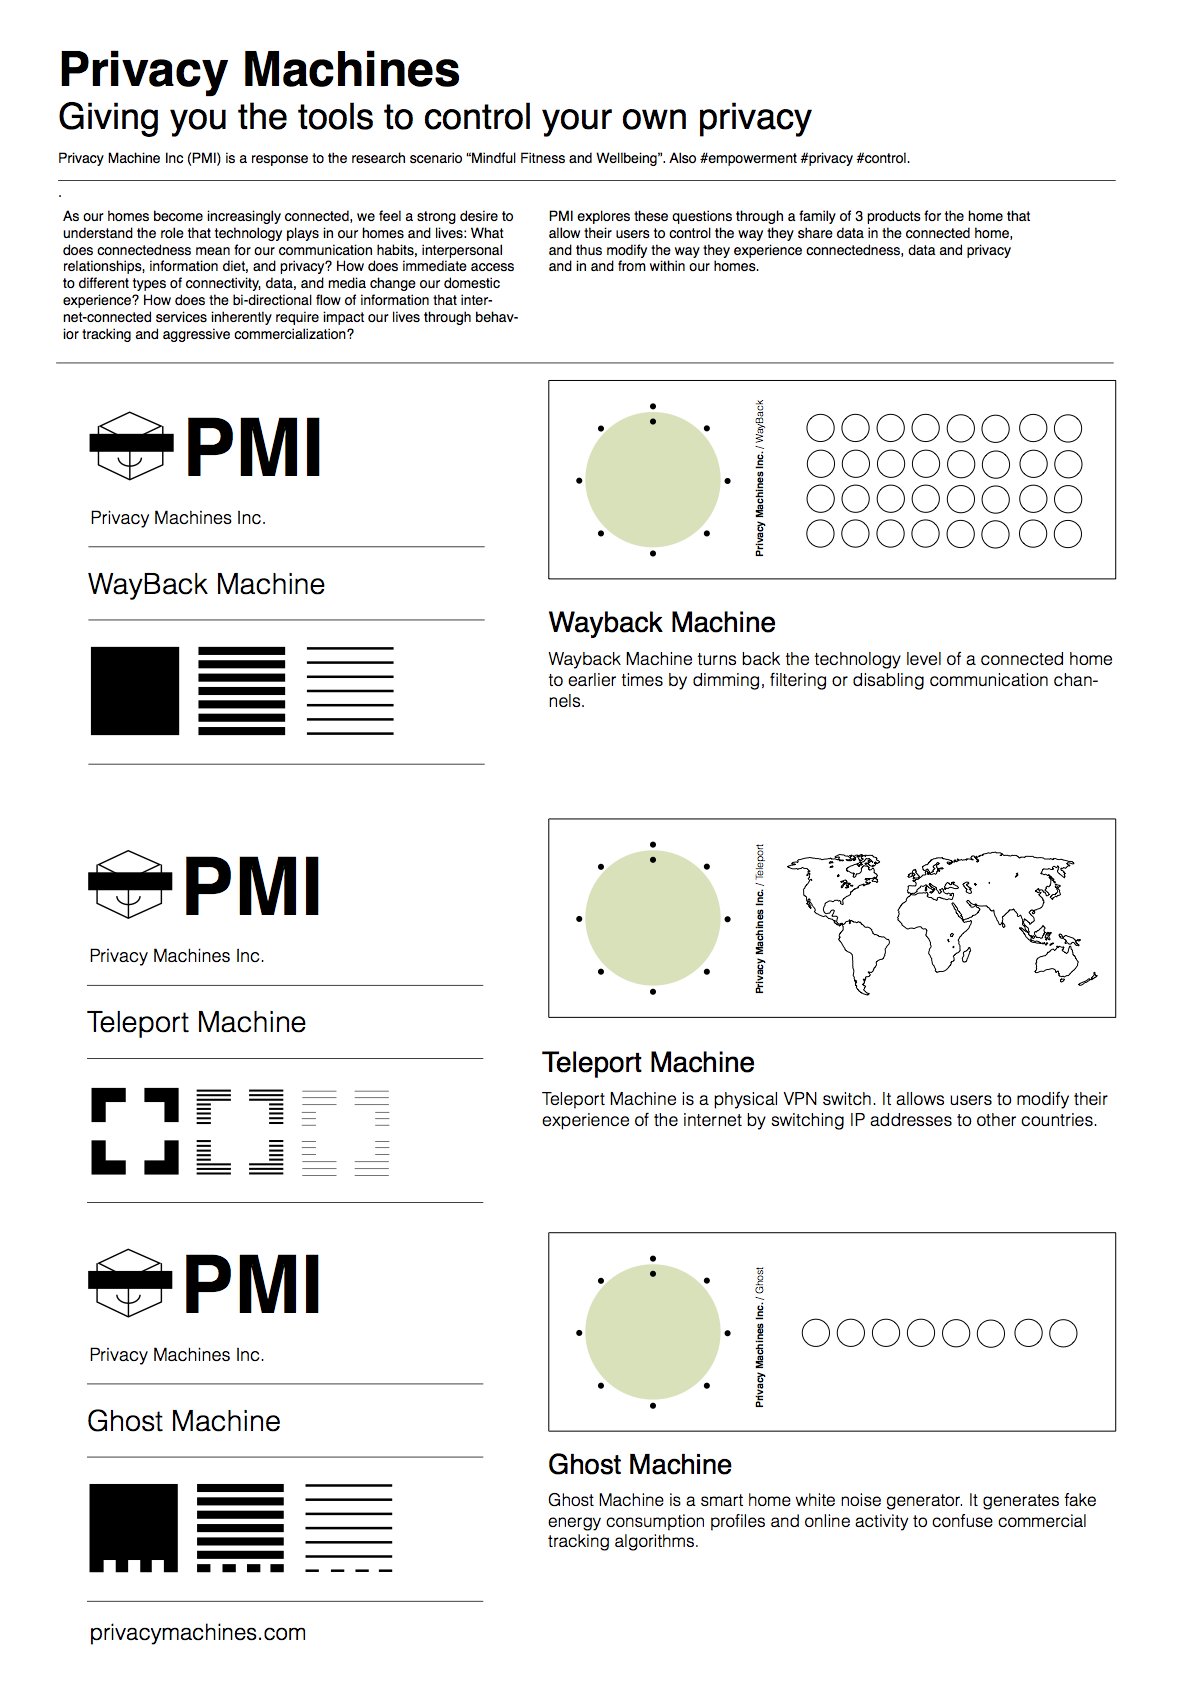 Privacy Machines
Giving you the tools to control your own privacy
Privacy Machine Inc (PMI) is a response to the research scenario “Mindful Fitness and Wellbeing”. Also #empowerment #privacy #control.
.
As our homes become increasingly connected, we feel a strong desire to
understand the role that technology plays in our homes and lives: What
does connectedness mean for our communication habits, interpersonal
relationships, information diet, and privacy? How does immediate access
to different types of connectivity, data, and media change our domestic
experience? How does the bi-directional flow of information that inter-
net-connected services inherently require impact our lives through behav-
ior tracking and aggressive commercialization?
PMI explores these questions through a family of 3 products for the home that
allow their users to control the way they share data in the connected home,
and thus modify the way they experience connectedness, data and privacy
and in and from within our homes.
PMI
Privacy Machines Inc.
WayBack Machine
Privacy Machines Inc. / WayBack
Wayback Machine
Wayback Machine turns back the technology level of a connected home
to earlier times by dimming, filtering or disabling communication chan-
nels.
PMI
Privacy Machines Inc.
Teleport Machine
Privacy Machines Inc. / Teleport
Teleport Machine
Teleport Machine is a physical VPN switch. It allows users to modify their
experience of the internet by switching IP addresses to other countries.
PMI
Privacy Machines Inc.
Ghost Machine
Privacy Machines Inc. / Ghost
Ghost Machine
Ghost Machine is a smart home white noise generator. It generates fake
energy consumption profiles and online activity to confuse commercial
tracking algorithms.
privacymachines.com